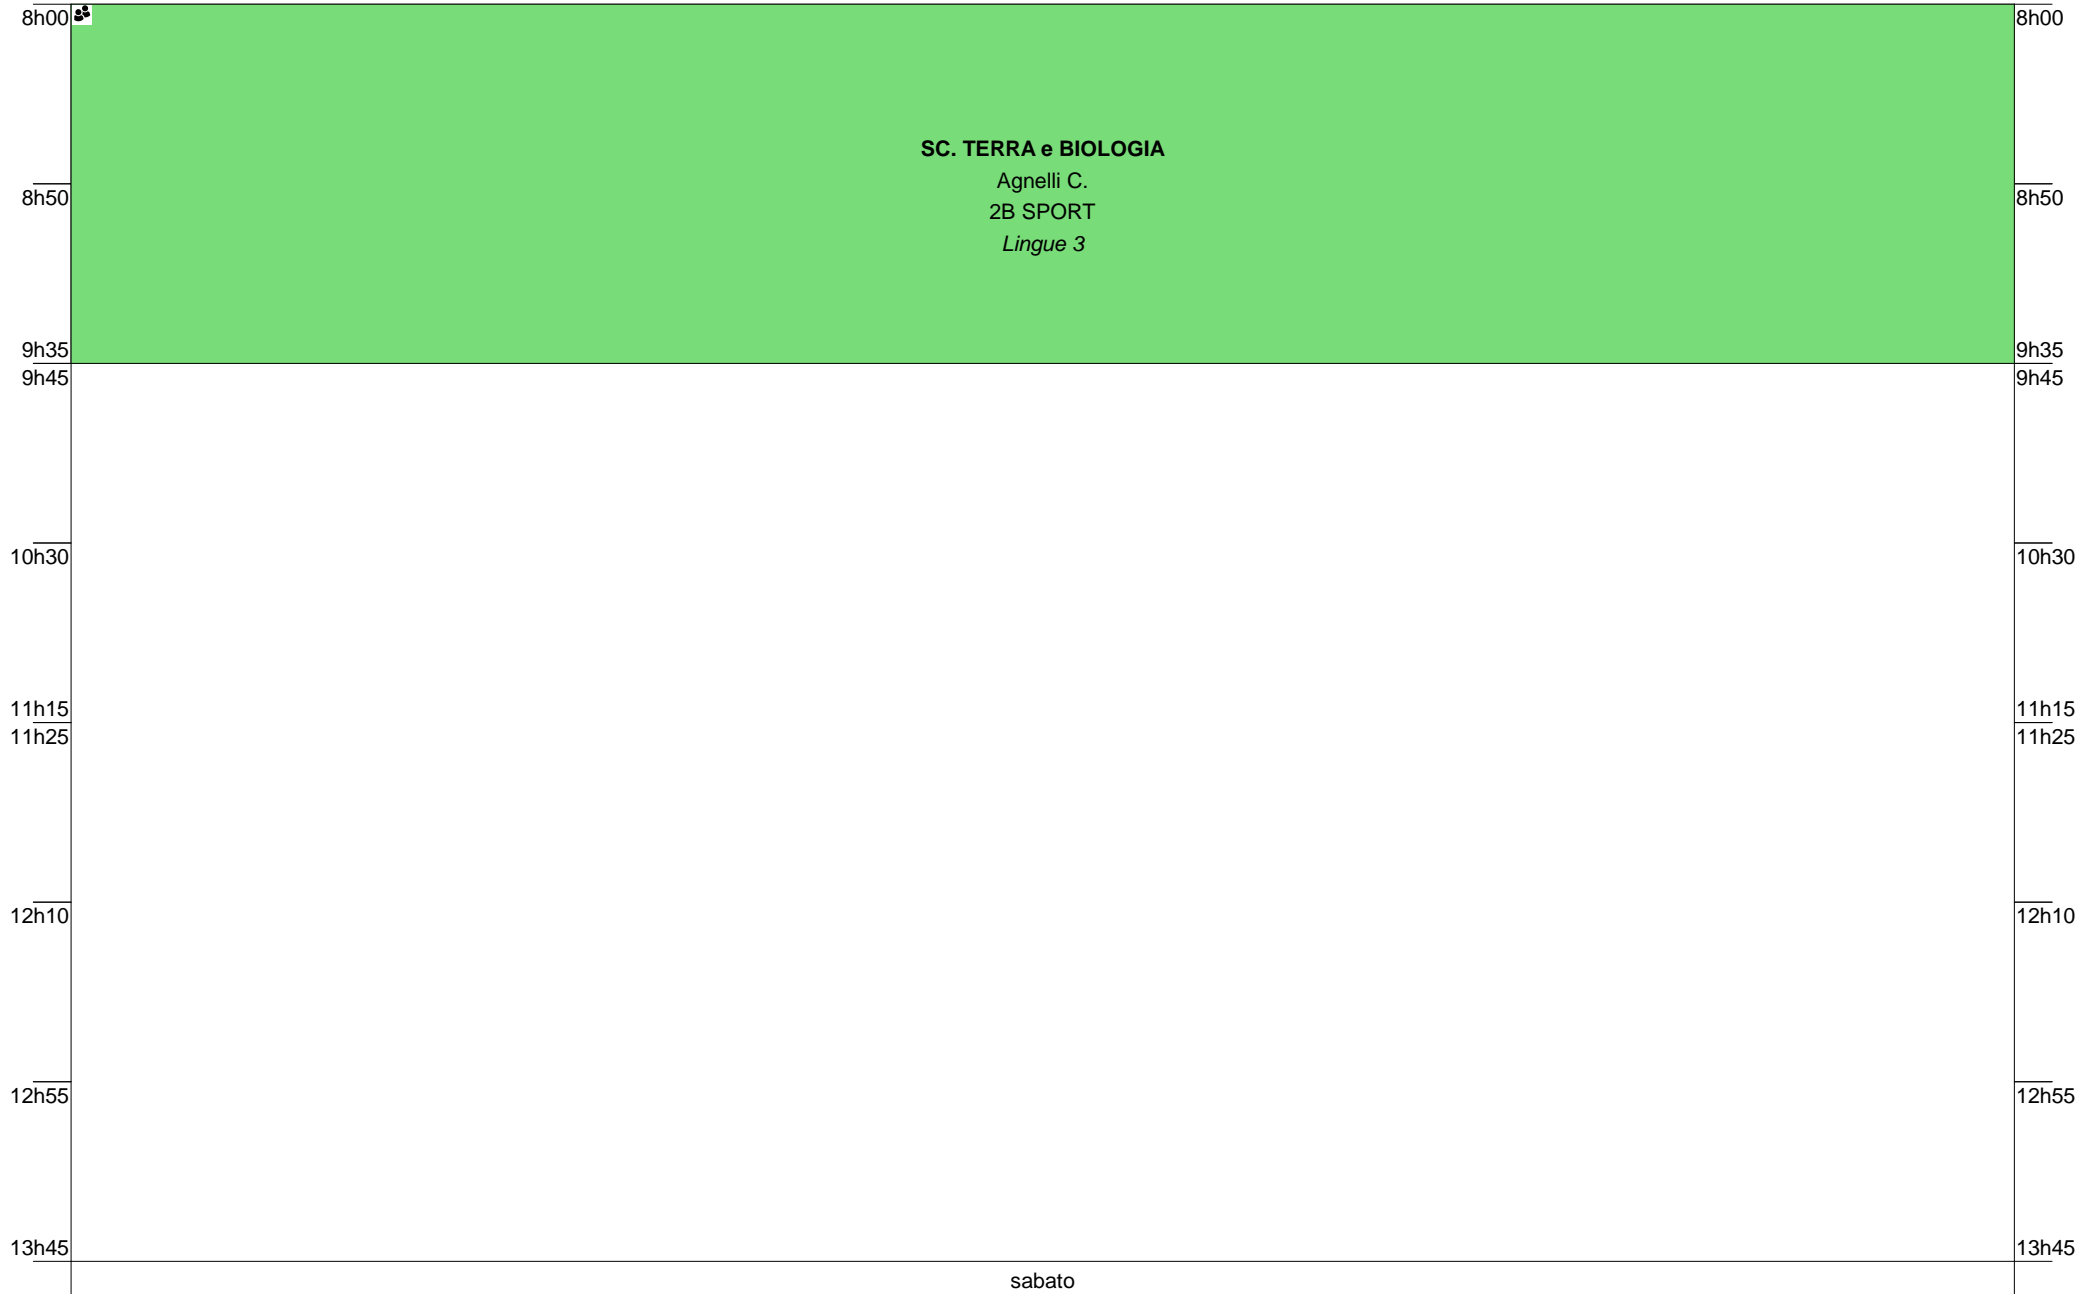 8h00 8h00
SC. TERRA e BIOLOGIA
Agnelli C.
8h50 8h50
2B SPORT
Lingue 3
9h35 9h35
9h45 9h45
10h30 10h30
11h15 11h15
11h25 11h25
12h10 12h10
12h55 12h55
13h45 13h45
sabato